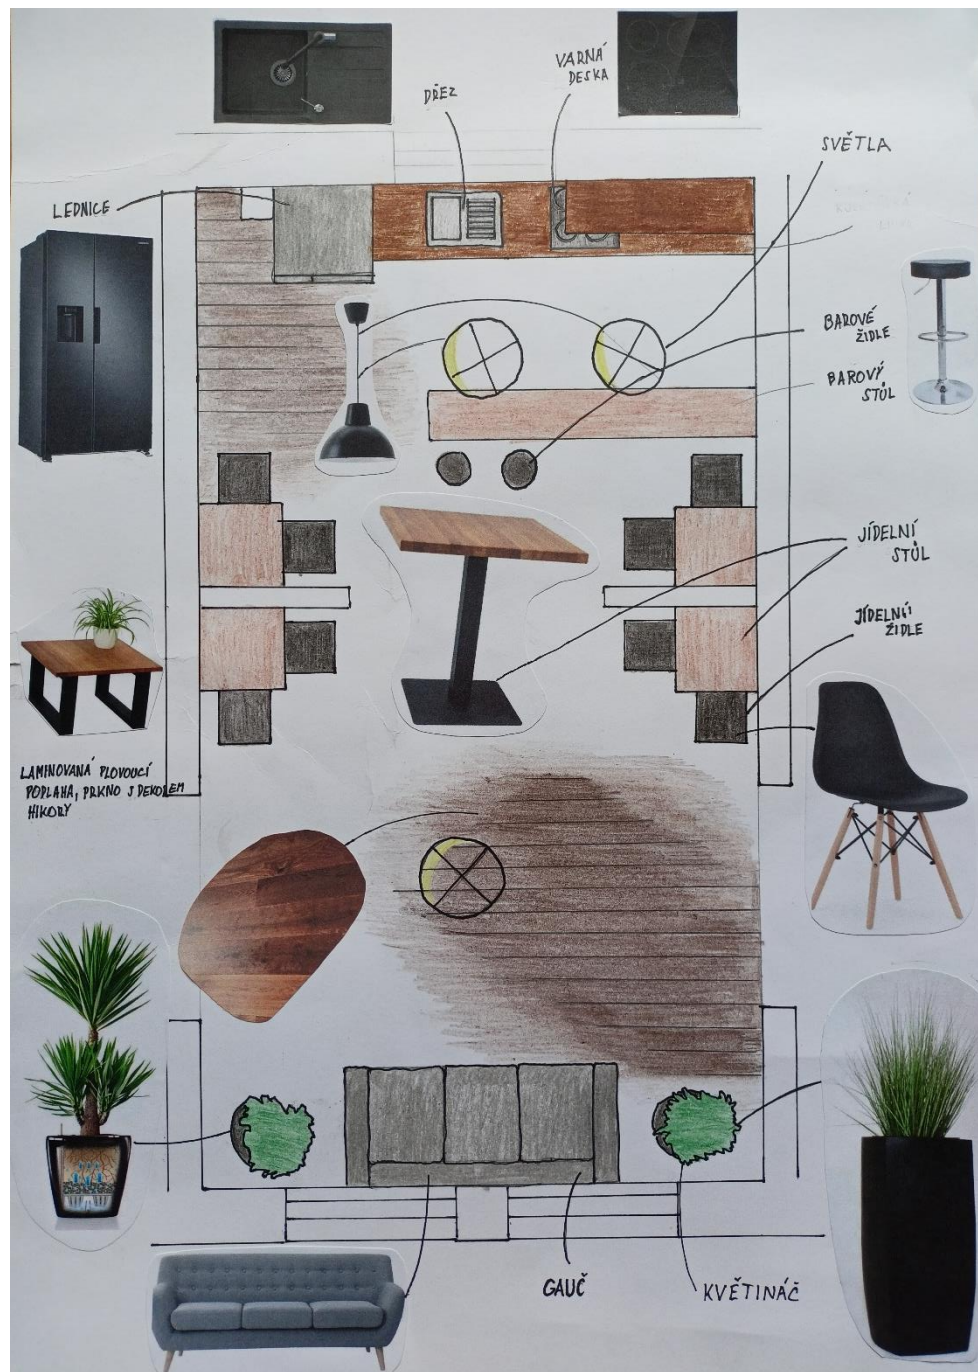 DŘEZ
VARNÁ
DESKA
SVĚTLA
LEDNICE
BAROVÉ
ŽIDLE
BAROVÝ
STŮL
JÍDELNÍ
STŮL
JÍDELNÍ
ŽIDLE
LAMINOVANÁ PLOVOUCÍ
PODLAHA, PRKNO S DEKOREM
HIKORY
GAUČ
KVĚTINÁČ